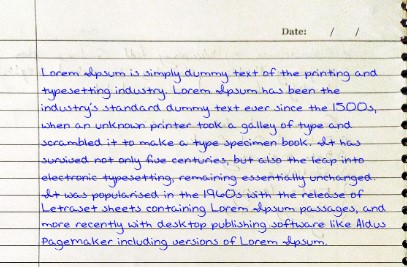 Date: / /
Lorem Ipsum is simply dummy text of the printing and
typesetting industry. Lorem Ipsum has been the
industry's standard dummy text ever since the 1500s,
when an unknown printer took a galley of type and
scrambled it to make a type specimen book. It has
survived not only five centuries, but also the leap into
electronic typesetting, remaining essentially unchanged.
It was popularised in the 1960s with the release of
Letraset sheets containing Lorem Ipsum passages, and
more recently with desktop publishing software like Aldus
Pagemaker including versions of Lorem Ipsum.